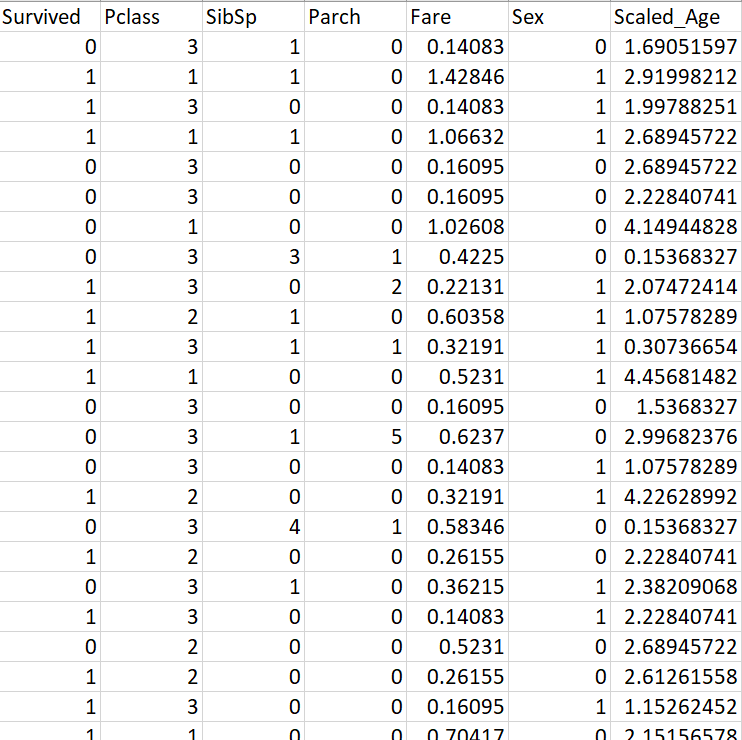 Survived Pclass SibSp Parch Fare Sex Scaled_Age
0 3 1 0 0.14083 0 1.69051597
1 1 1 0 1.42846 1 2.91998212
1 3 0 0 0.14083 1 1.99788251
1 1 1 0 1.06632 1 2.68945722
0 3 0 0 0.16095 0 2.68945722
0 3 0 0 0.16095 0 2.22840741
0 1 0 0 1.02608 0 4.14944828
0 3 3 1 0.4225 0 0.15368327
1 3 0 2 0.22131 1 2.07472414
1 2 1 0 0.60358 1 1.07578289
1 3 1 1 0.32191 1 0.30736654
1 1 0 0 0.5231 1 4.45681482
0 3 0 0 0.16095 0 1.5368327
0 3 1 5 0.6237 0 2.99682376
0 3 0 0 0.14083 1 1.07578289
1 2 0 0 0.32191 1 4.22628992
0 3 4 1 0.58346 0 0.15368327
1 2 0 0 0.26155 0 2.22840741
0 3 1 0 0.36215 1 2.38209068
1 3 0 0 0.14083 1 2.22840741
0 2 0 0 0.5231 0 2.68945722
1 2 0 0 0.26155 0 2.61261558
1 3 0 0 0.16095 1 1.15262452
1 1 0 0 0.70417 0 2.15156578